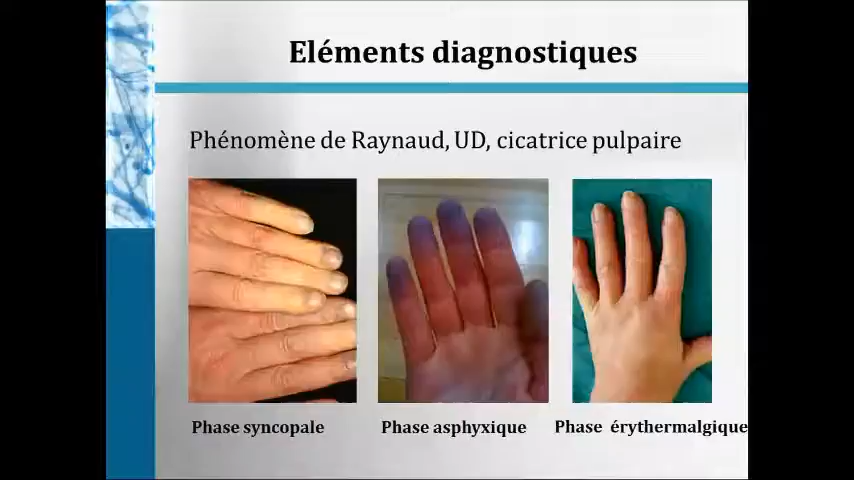 Eléments diagnostiques
Phénomène de Raynaud, UD, cicatrice pulpaire
Phase syncopale
Phase asphyxique
Phase érythermalgique